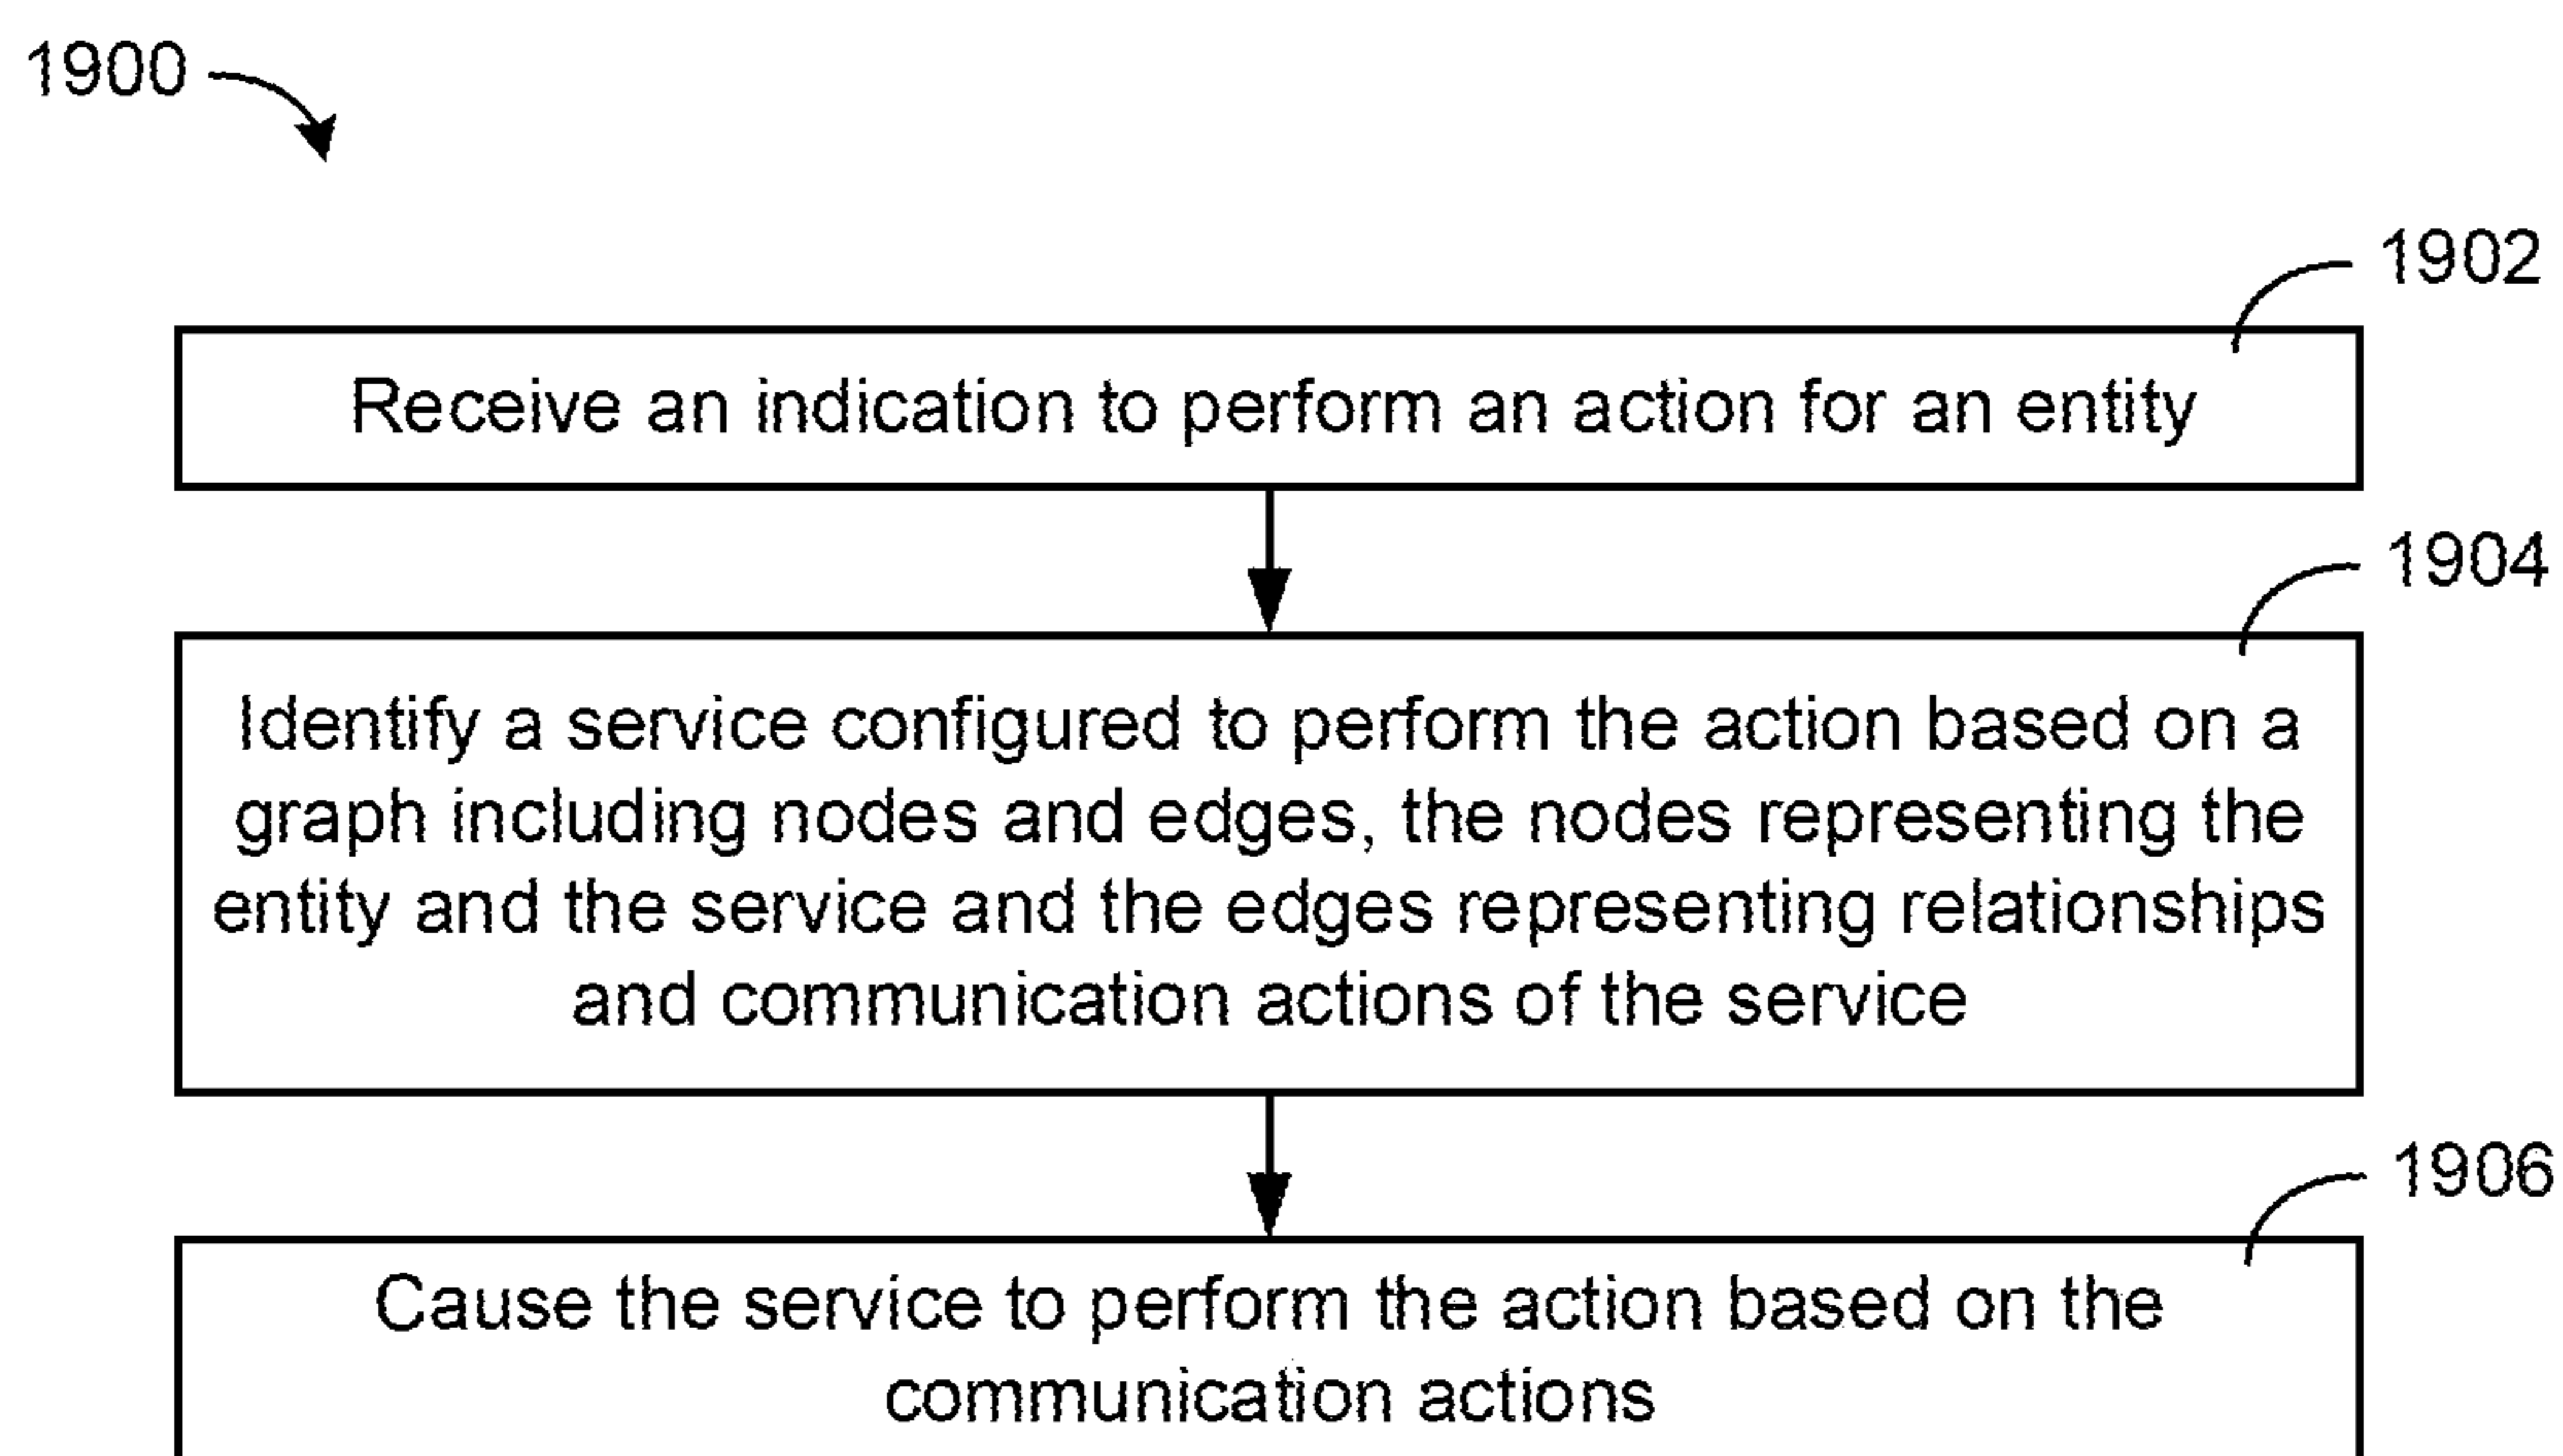 1900
1902
Receive an indication to perform an action for an entity
1904
Identify a service configured to perform the action based on a
graph including nodes and edges, the nodes representing the
entity and the service and the edges representing relationships
and communication actions of the service
1906
Cause the service to perform the action based on the
communication actions